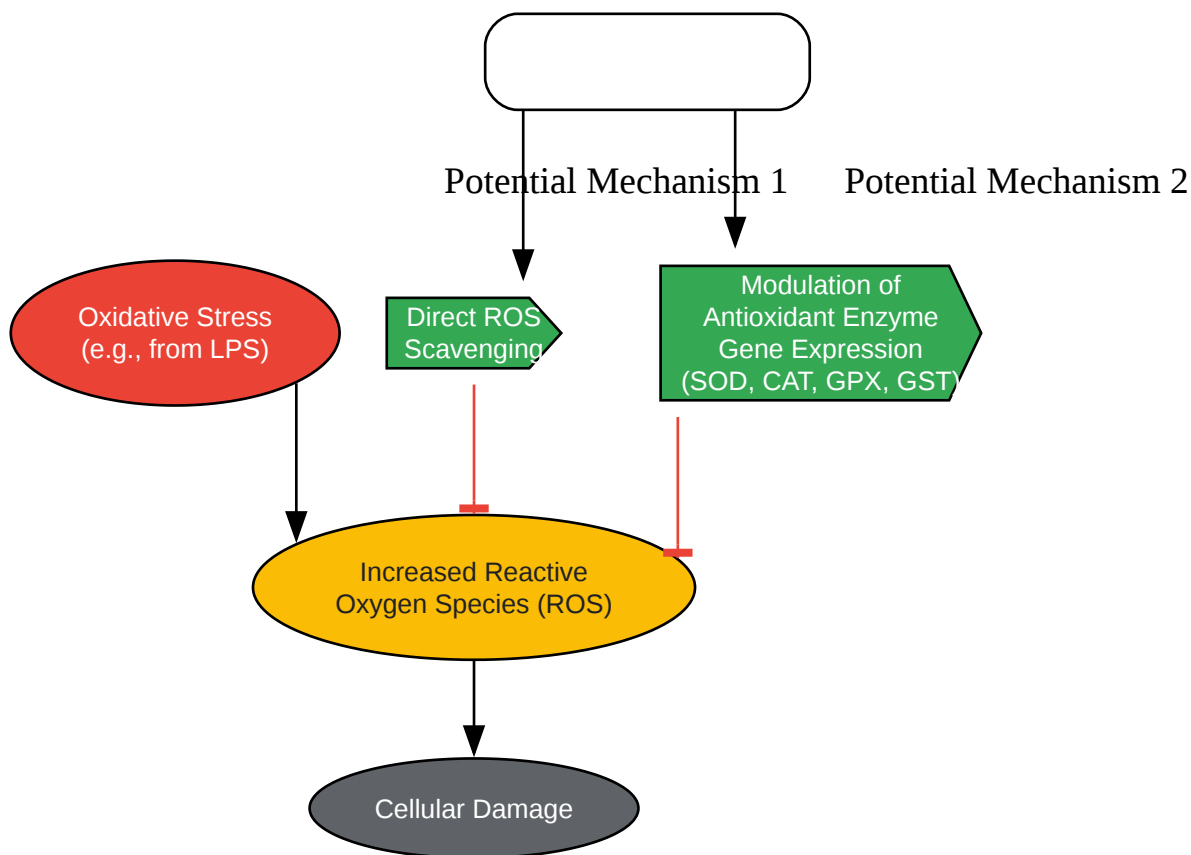 Potential Mechanism 1
Potential Mechanism 2
Oxidative Stress
(e.g., from LPS)
Direct ROS
Scavenging
Modulation of
Antioxidant Enzyme
Gene Expression
(SOD, CAT, GPX, GST)
Increased Reactive
Oxygen Species (ROS)
Cellular Damage